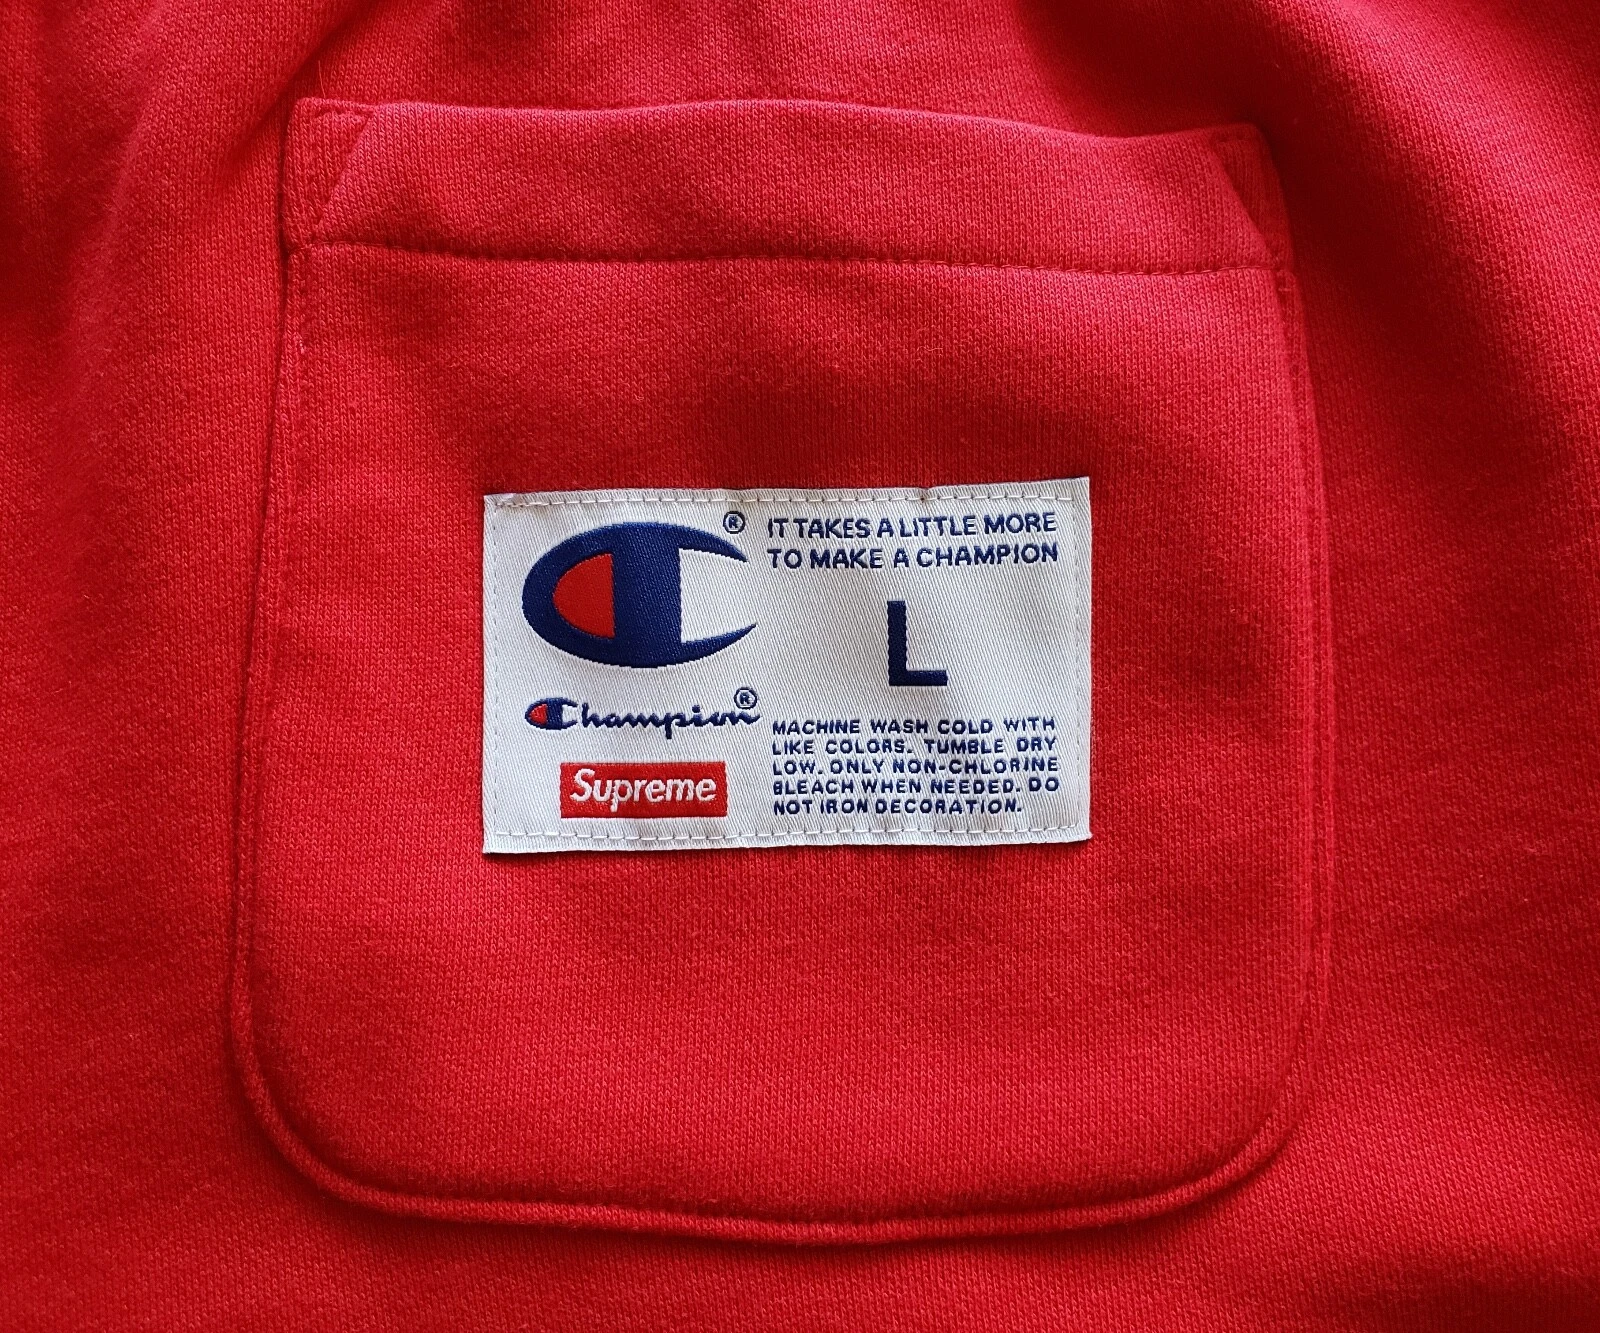 IT TAKES A LITTLE MORE
TO MAKE A CHAMPION
L
Champion
Supreme
MACHINE WASH COLD WITH
LIKE COLORS. TUMBLE DRY
LOW. ONLY NON-CHLORINE
BLEACH WHEN NEEDED. DO
NOT IRON DECORATION.